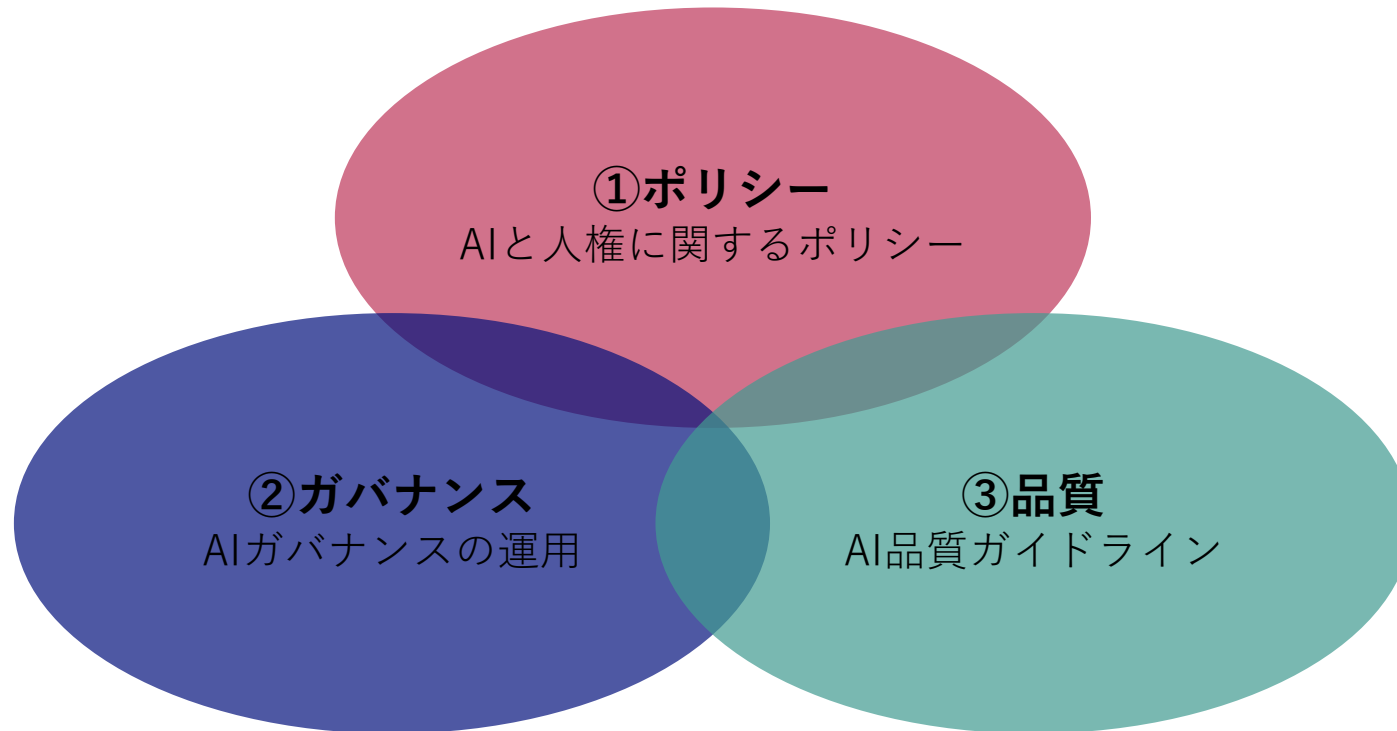 ①ポリシー
AIと人権に関するポリシー
②ガバナンス
AIガバナンスの運用
③品質
AI品質ガイドライン